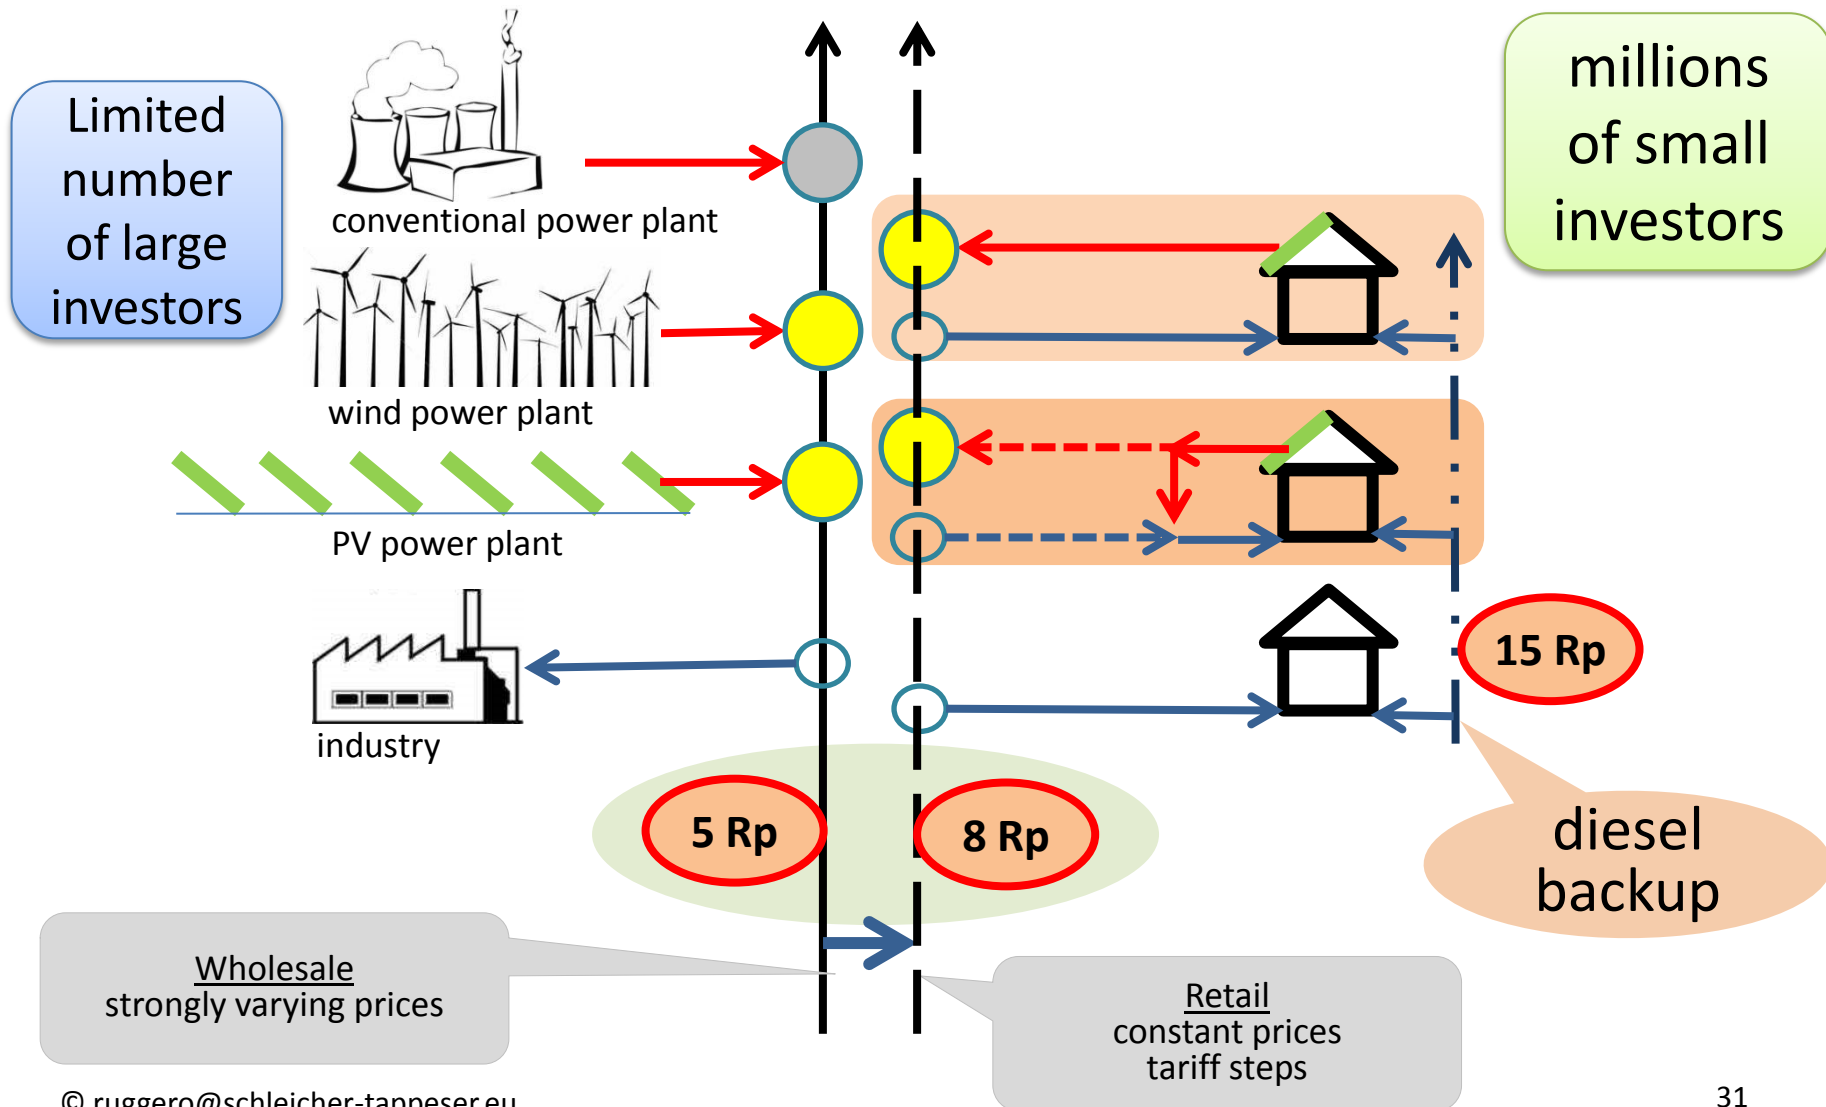 Limited
number
of large
investors
conventional power plant
wind power plant
PV power plant
industry
millions
of small
investors
15 Rp
5 Rp
8 Rp
diesel
backup
Wholesale
strongly varying prices
Retail
constant prices
tariff steps
© ruggero@schleicher-tappeser.eu
31